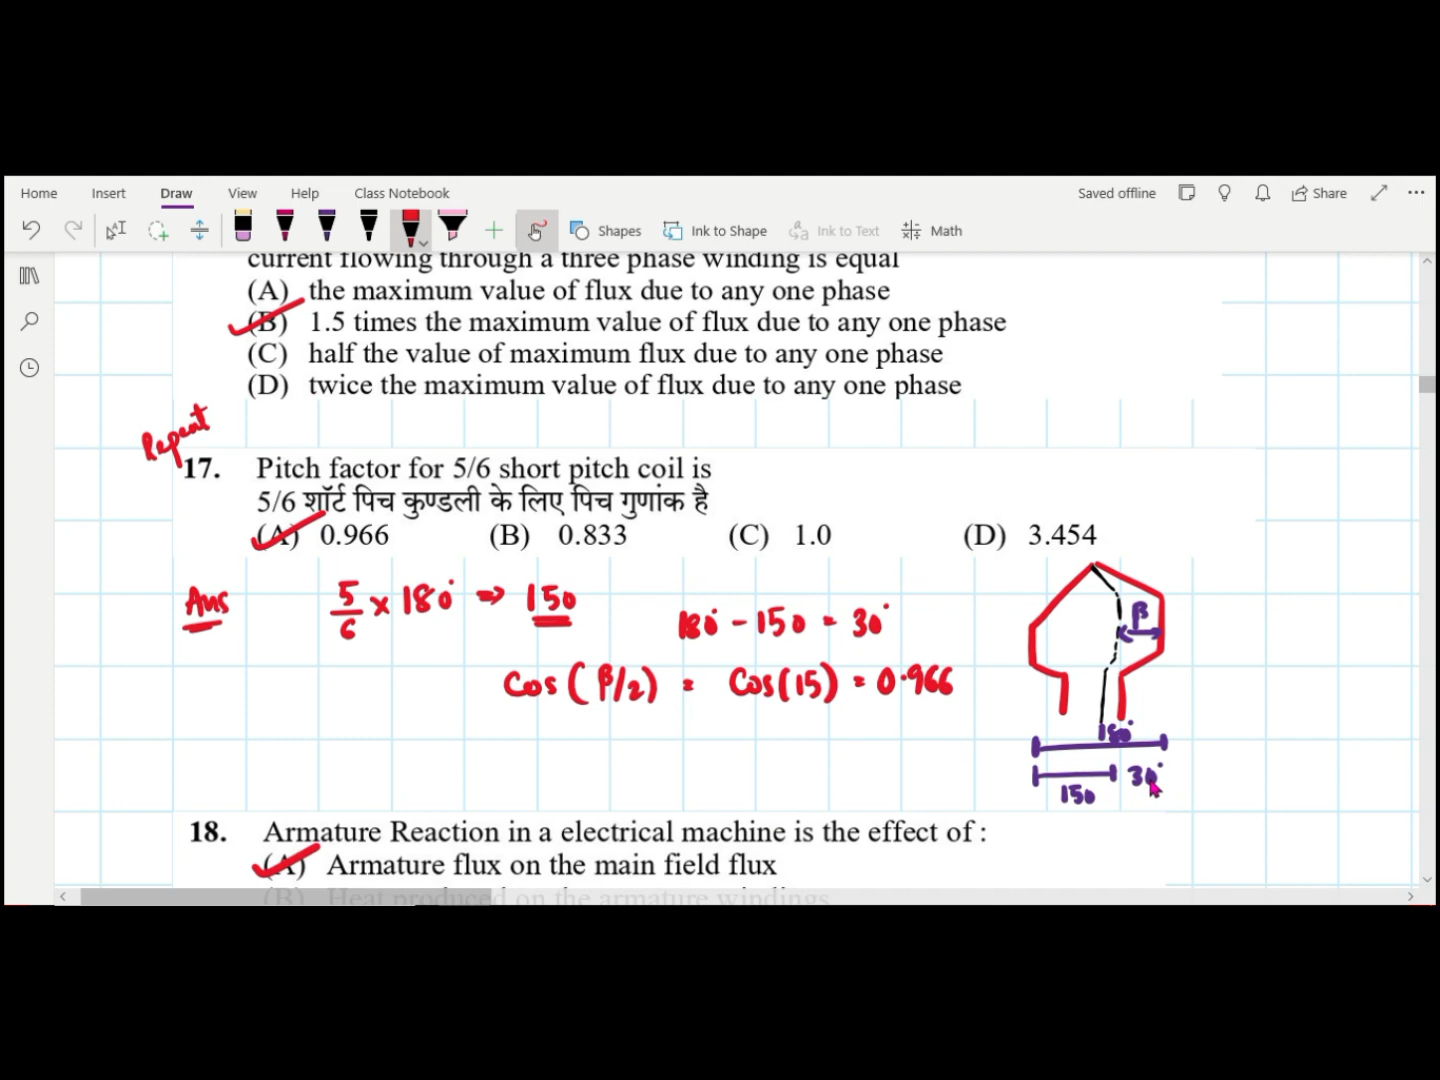 Home Insert Draw View Help Class Notebook Saved offline Share
Shapes Ink to Shape Ink to Text Math
current flowing through a three phase winding is equal
(A) the maximum value of flux due to any one phase
(B) 1.5 times the maximum value of flux due to any one phase
(C) half the value of maximum flux due to any one phase
(D) twice the maximum value of flux due to any one phase
Repeat
17. Pitch factor for 5/6 short pitch coil is
5/6 शॉर्ट पिच कुण्डली के लिए पिच गुणांक है
(A) 0.966 (B) 0.833 (C) 1.0 (D) 3.454
Ans 5/6 × 180° ⇒ 150
180° - 150 = 30°
β
Cos (β/2) = Cos(15) = 0.966
180°
150 30°
18. Armature Reaction in a electrical machine is the effect of :
(A) Armature flux on the main field flux
(B) Heat produced on the armature windings